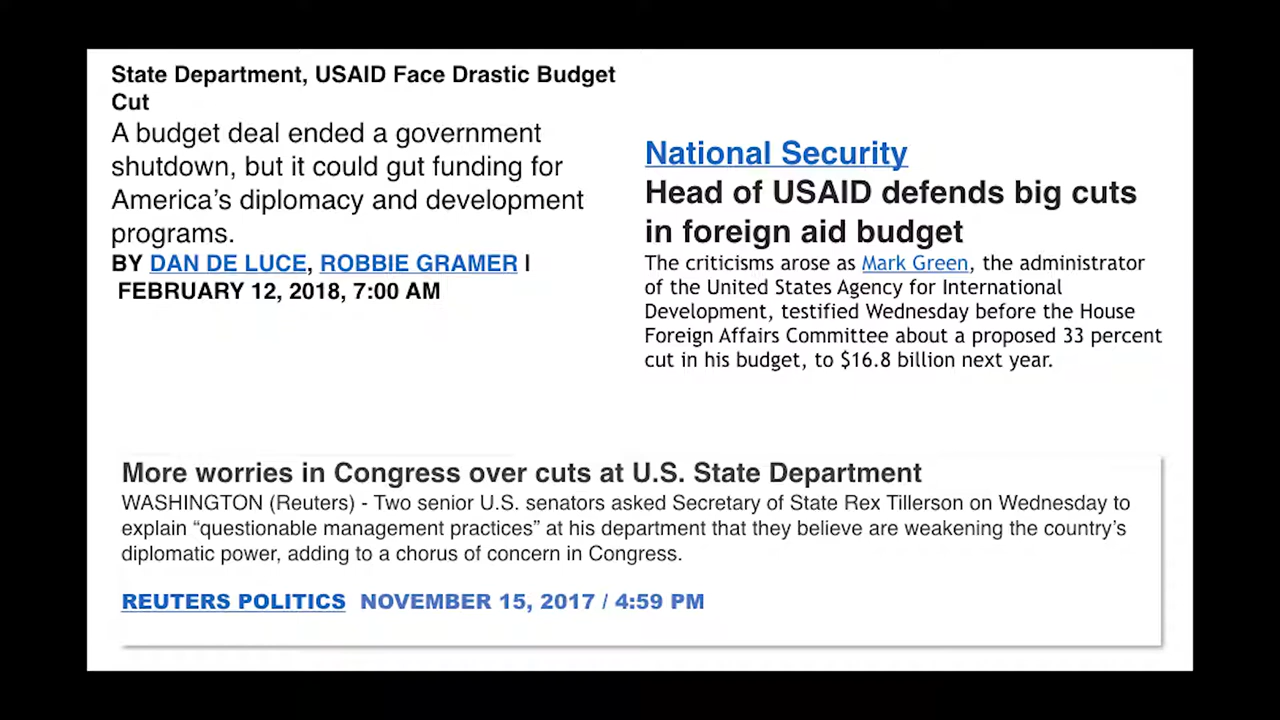 State Department, USAID Face Drastic Budget
Cut
A budget deal ended a government
shutdown, but it could gut funding for
America’s diplomacy and development
programs.
BY DAN DE LUCE, ROBBIE GRAMER |
FEBRUARY 12, 2018, 7:00 AM
National Security
Head of USAID defends big cuts
in foreign aid budget
The criticisms arose as Mark Green, the administrator
of the United States Agency for International
Development, testified Wednesday before the House
Foreign Affairs Committee about a proposed 33 percent
cut in his budget, to $16.8 billion next year.
More worries in Congress over cuts at U.S. State Department
WASHINGTON (Reuters) - Two senior U.S. senators asked Secretary of State Rex Tillerson on Wednesday to
explain “questionable management practices” at his department that they believe are weakening the country’s
diplomatic power, adding to a chorus of concern in Congress.
REUTERS POLITICS NOVEMBER 15, 2017 / 4:59 PM